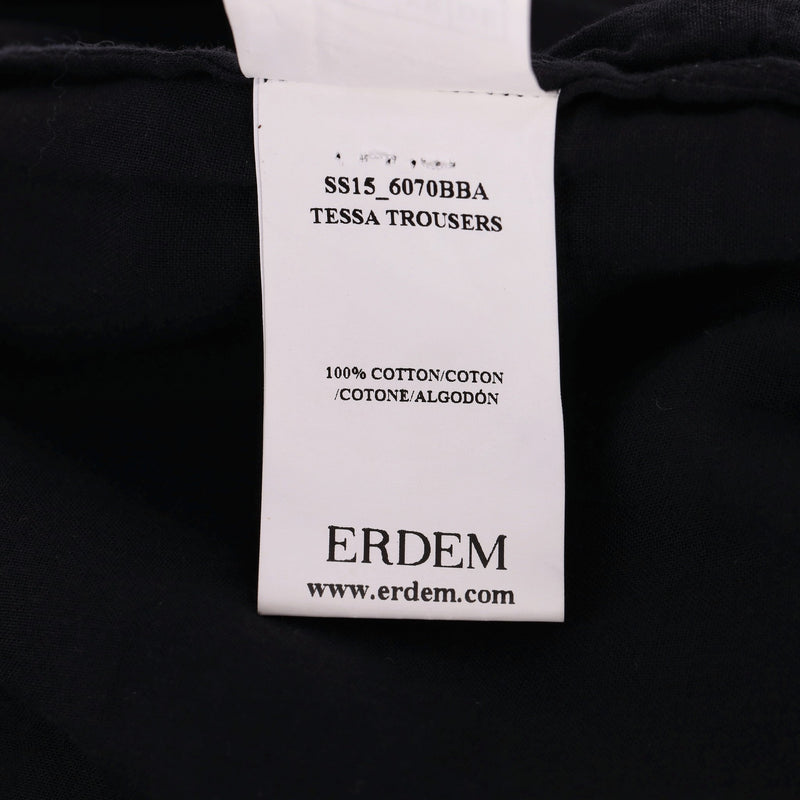 SS15_6070BBA
TESSA TROUSERS
100% COTTON/COTON
/COTONE/ALGODÓN
ERDEM
www.erdem.com